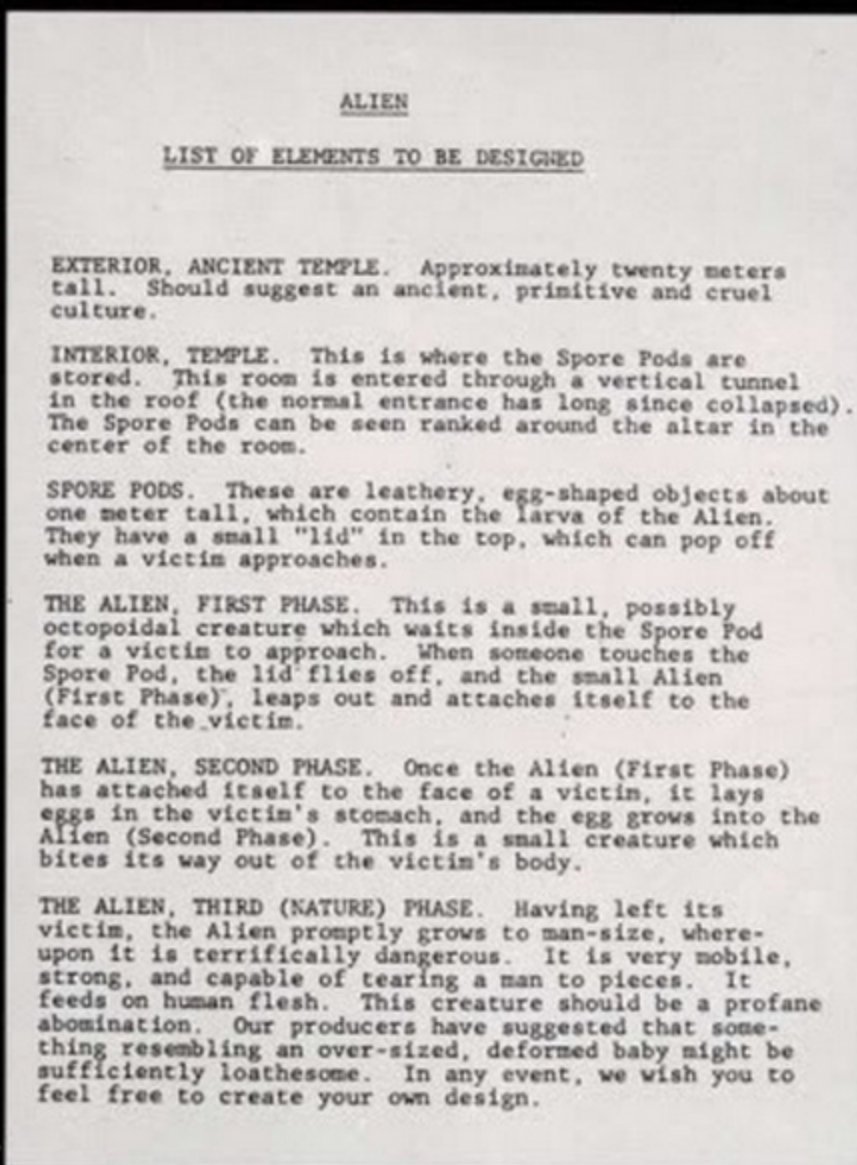 ALIEN
LIST OF ELEMENTS TO BE DESIGNED
EXTERIOR, ANCIENT TEMPLE. Approximately twenty meters
tall. Should suggest an ancient, primitive and cruel
culture.
INTERIOR, TEMPLE. This is where the Spore Pods are
stored. This room is entered through a vertical tunnel
in the roof (the normal entrance has long since collapsed).
The Spore Pods can be seen ranked around the altar in the
center of the room.
SPORE PODS. These are leathery, egg-shaped objects about
one meter tall, which contain the larva of the Alien.
They have a small "lid" in the top, which can pop off
when a victim approaches.
THE ALIEN, FIRST PHASE. This is a small, possibly
octopoidal creature which waits inside the Spore Pod
for a victim to approach. When someone touches the
Spore Pod, the lid flies off, and the small Alien
(First Phase), leaps out and attaches itself to the
face of the victim.
THE ALIEN, SECOND PHASE. Once the Alien (First Phase)
has attached itself to the face of a victim, it lays
eggs in the victim's stomach, and the egg grows into the
Alien (Second Phase). This is a small creature which
bites its way out of the victim's body.
THE ALIEN, THIRD (NATURE) PHASE. Having left its
victim, the Alien promptly grows to man-size, where-
upon it is terrifically dangerous. It is very mobile,
strong, and capable of tearing a man to pieces. It
feeds on human flesh. This creature should be a profane
abomination. Our producers have suggested that some-
thing resembling an over-sized, deformed baby might be
sufficiently loathesome. In any event, we wish you to
feel free to create your own design.